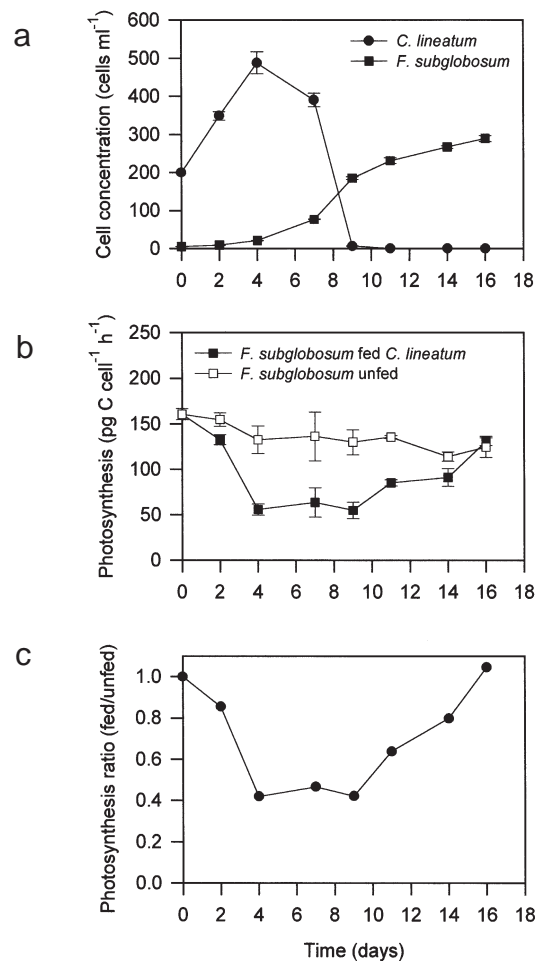 a
Cell concentration (cells ml⁻¹)
600
500
400
300
200
100
0
C. lineatum
F. subglobosum
0 2 4 6 8 10 12 14 16 18
b
Photosynthesis (pg C cell⁻¹ h⁻¹)
250
200
150
100
50
0
F. subglobosum fed C. lineatum
F. subglobosum unfed
0 2 4 6 8 10 12 14 16 18
c
Photosynthesis ratio (fed/unfed)
1.0
0.8
0.6
0.4
0.2
0.0
0 2 4 6 8 10 12 14 16 18
Time (days)